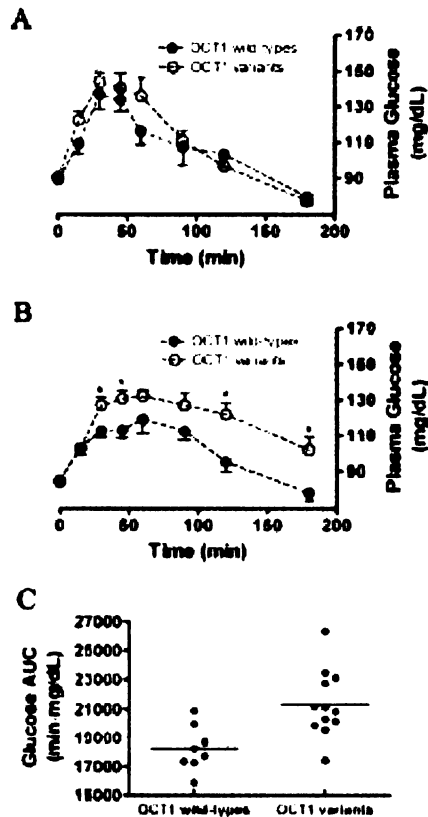 A
OCT1 wild-types
OCT1 variants
170
150
130
110
90
Plasma Glucose
(mg/dL)
0
50
100
150
200
Time (min)
B
OCT1 wild-types
OCT1 variants
170
150
130
110
90
Plasma Glucose
(mg/dL)
0
50
100
150
200
Time (min)
C
27000
25000
23000
21000
19000
17000
15000
Glucose AUC
(min·mg/dL)
OCT1 wild-types
OCT1 variants